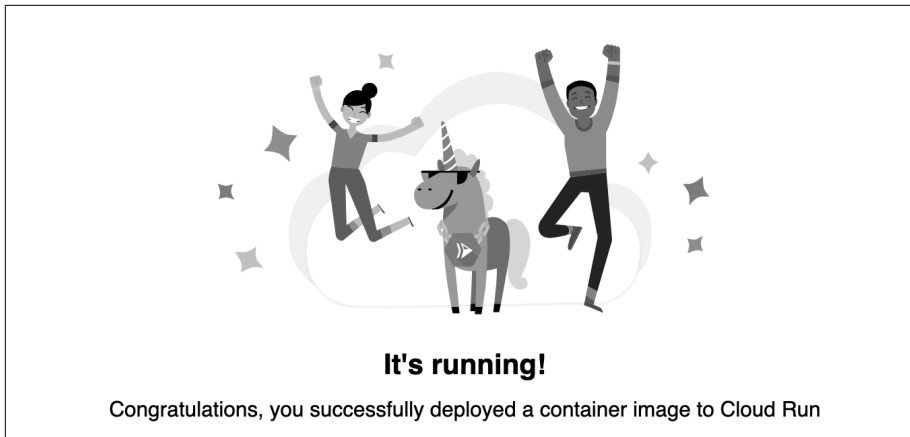 It's running!
Congratulations, you successfully deployed a container image to Cloud Run